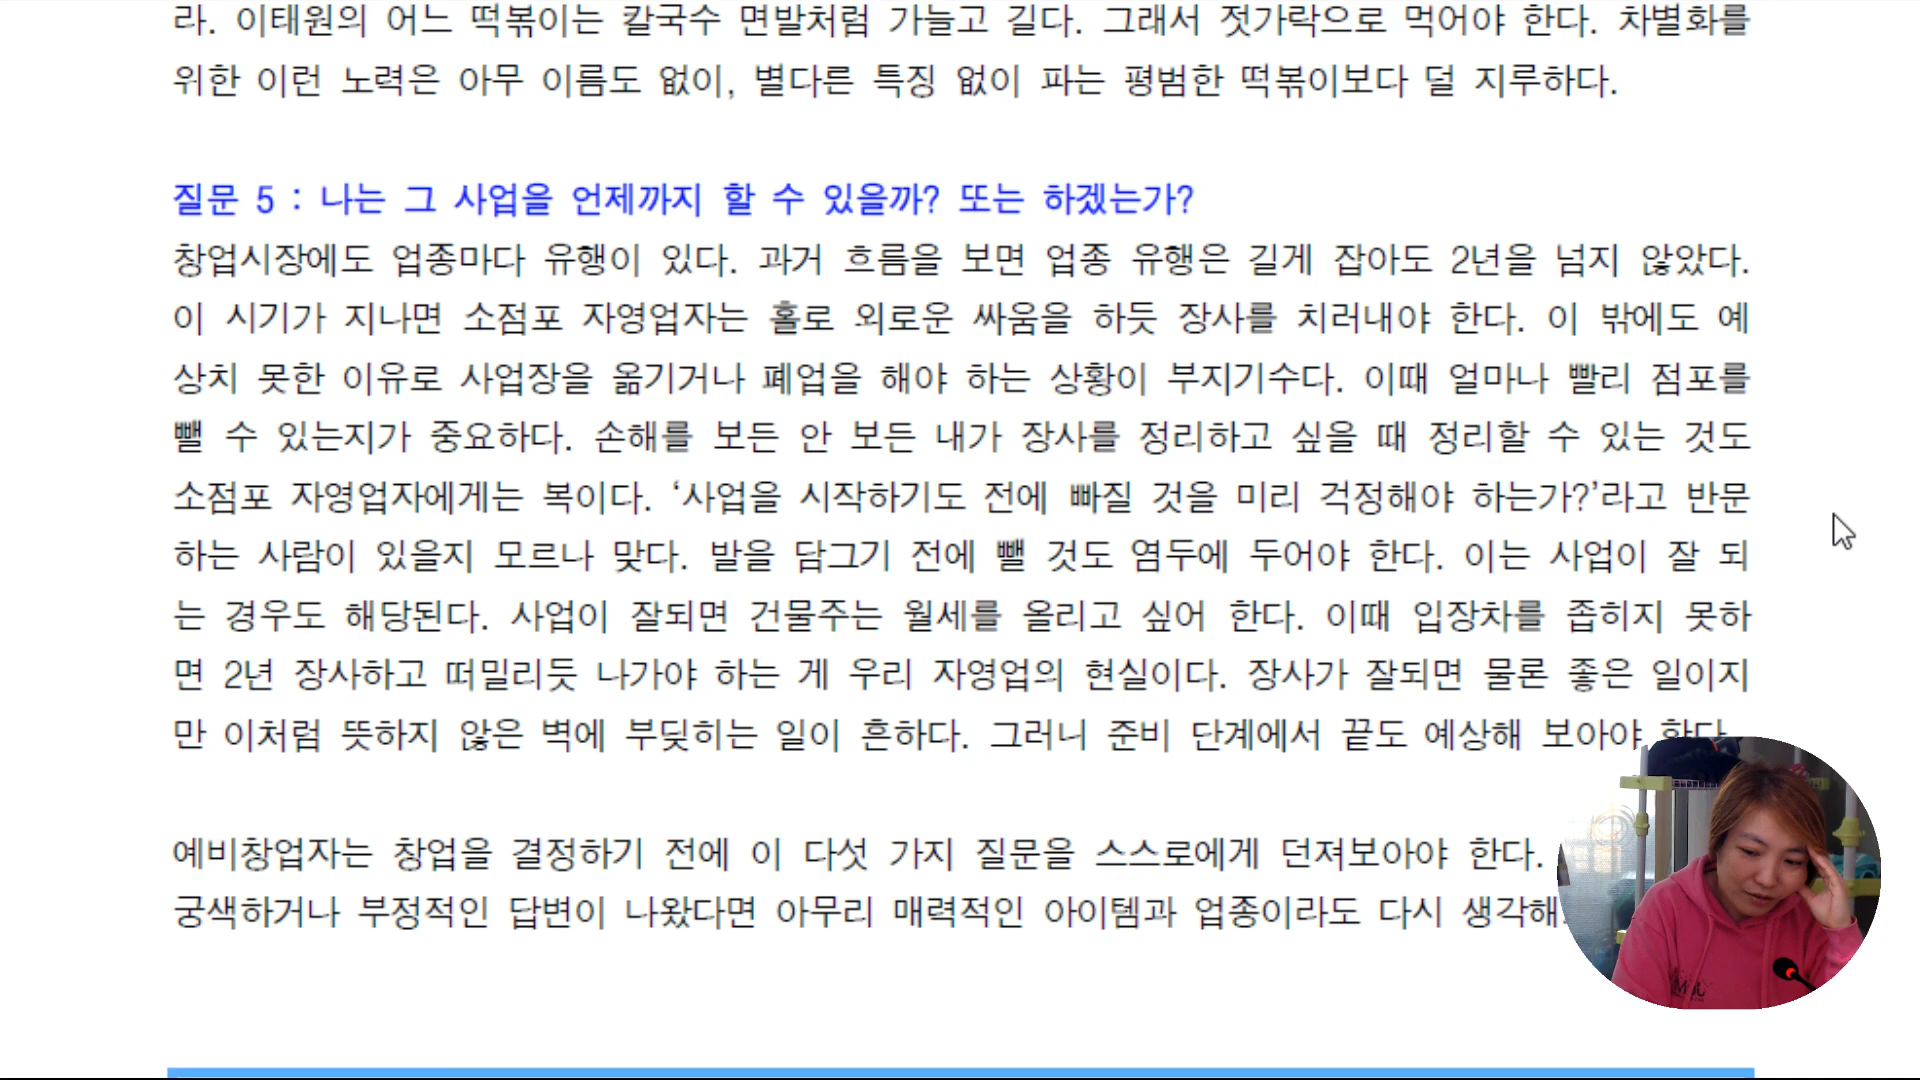 라. 이태원의 어느 떡볶이는 칼국수 면발처럼 가늘고 길다. 그래서 젓가락으로 먹어야 한다. 차별화를
위한 이런 노력은 아무 이름도 없이, 별다른 특징 없이 파는 평범한 떡볶이보다 덜 지루하다.
질문 5 : 나는 그 사업을 언제까지 할 수 있을까? 또는 하겠는가?
창업시장에도 업종마다 유행이 있다. 과거 흐름을 보면 업종 유행은 길게 잡아도 2년을 넘지 않았다.
이 시기가 지나면 소점포 자영업자는 홀로 외로운 싸움을 하듯 장사를 치러내야 한다. 이 밖에도 예
상치 못한 이유로 사업장을 옮기거나 폐업을 해야 하는 상황이 부지기수다. 이때 얼마나 빨리 점포를
뺄 수 있는지가 중요하다. 손해를 보든 안 보든 내가 장사를 정리하고 싶을 때 정리할 수 있는 것도
소점포 자영업자에게는 복이다. ‘사업을 시작하기도 전에 빠질 것을 미리 걱정해야 하는가?’라고 반문
하는 사람이 있을지 모르나 맞다. 발을 담그기 전에 뺄 것도 염두에 두어야 한다. 이는 사업이 잘 되
는 경우도 해당된다. 사업이 잘되면 건물주는 월세를 올리고 싶어 한다. 이때 입장차를 좁히지 못하
면 2년 장사하고 떠밀리듯 나가야 하는 게 우리 자영업의 현실이다. 장사가 잘되면 물론 좋은 일이지
만 이처럼 뜻하지 않은 벽에 부딪히는 일이 흔하다. 그러니 준비 단계에서 끝도 예상해 보아야 한다
예비창업자는 창업을 결정하기 전에 이 다섯 가지 질문을 스스로에게 던져보아야 한다.
궁색하거나 부정적인 답변이 나왔다면 아무리 매력적인 아이템과 업종이라도 다시 생각해